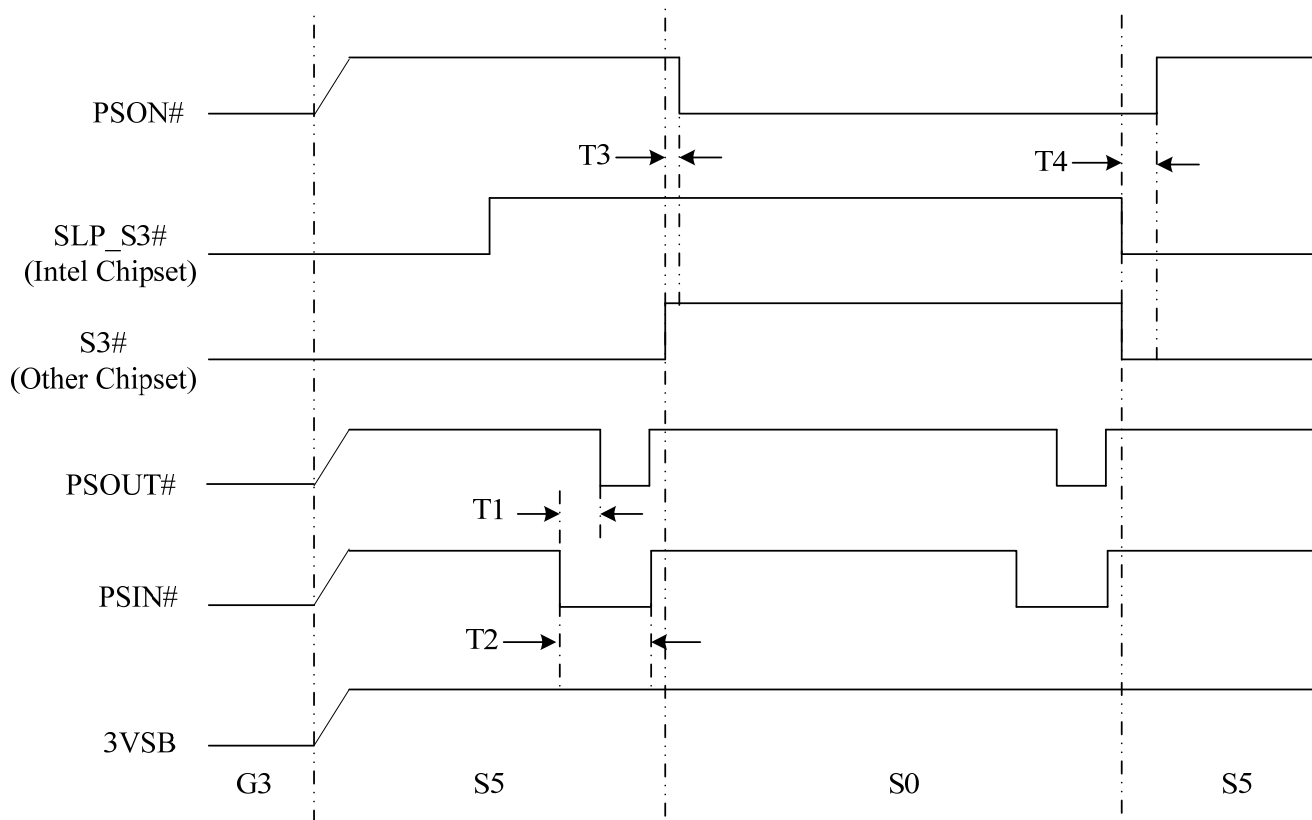 PSON#
T3
T4
SLP_S3#
(Intel Chipset)
S3#
(Other Chipset)
PSOUT#
T1
PSIN#
T2
3VSB
G3
S5
S0
S5